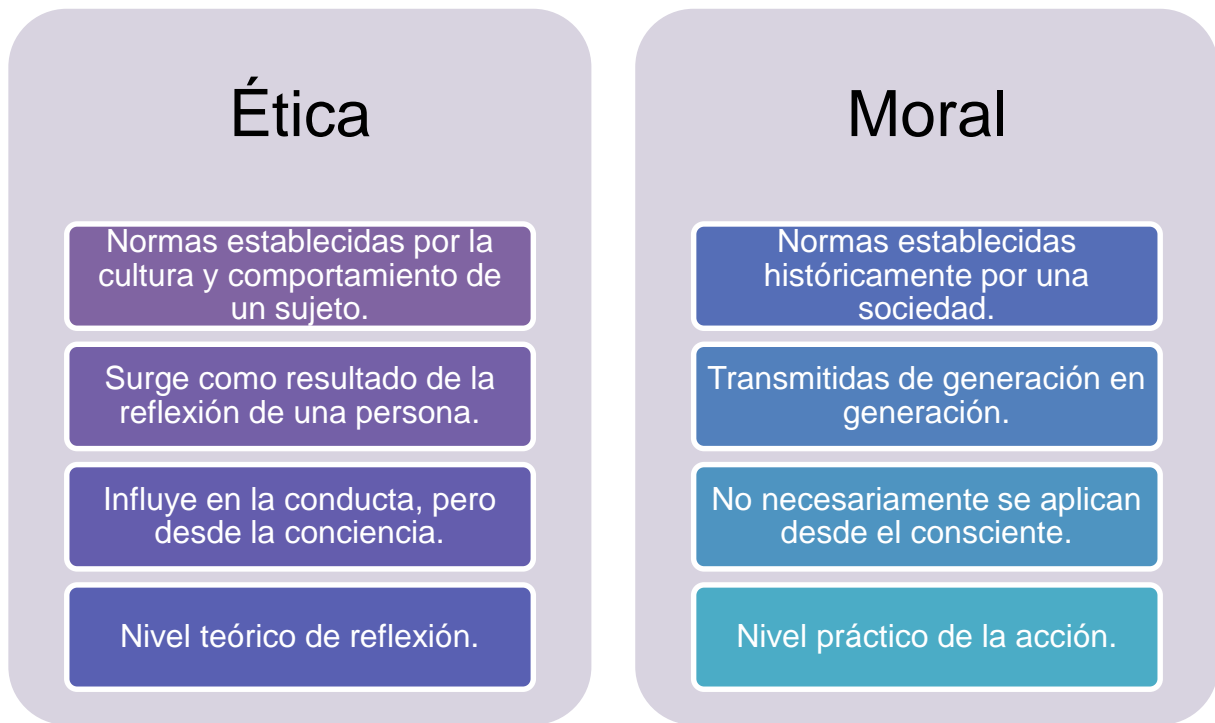 Ética
Normas establecidas por la
cultura y comportamiento de
un sujeto.
Surge como resultado de la
reflexión de una persona.
Influye en la conducta, pero
desde la conciencia.
Nivel teórico de reflexión.
Moral
Normas establecidas
históricamente por una
sociedad.
Transmitidas de generación en
generación.
No necesariamente se aplican
desde el consciente.
Nivel práctico de la acción.